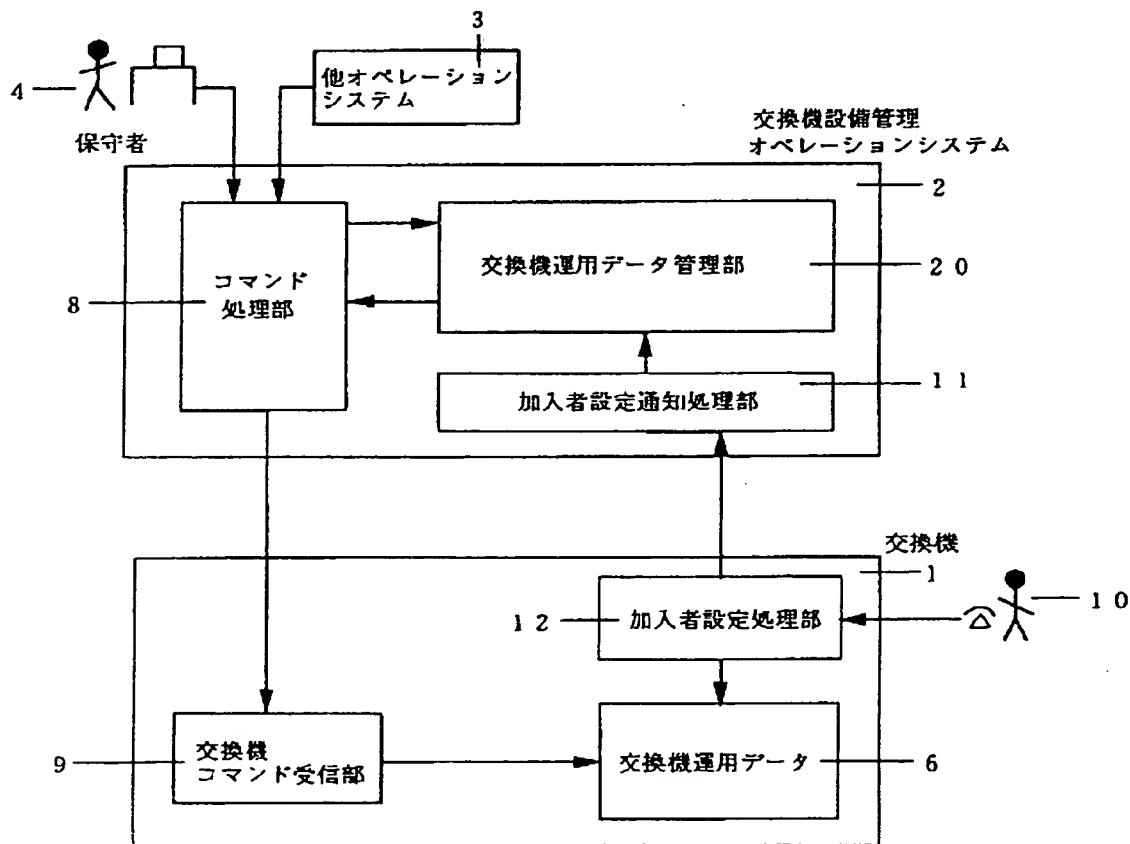 3
他オペレーション
システム
4
保守者
交換機設備管理
オペレーションシステム
2
コマンド
処理部
8
交換機運用データ管理部
20
加入者設定通知処理部
11
交換機
1
加入者設定処理部
12
10
交換機
コマンド受信部
9
交換機運用データ
6